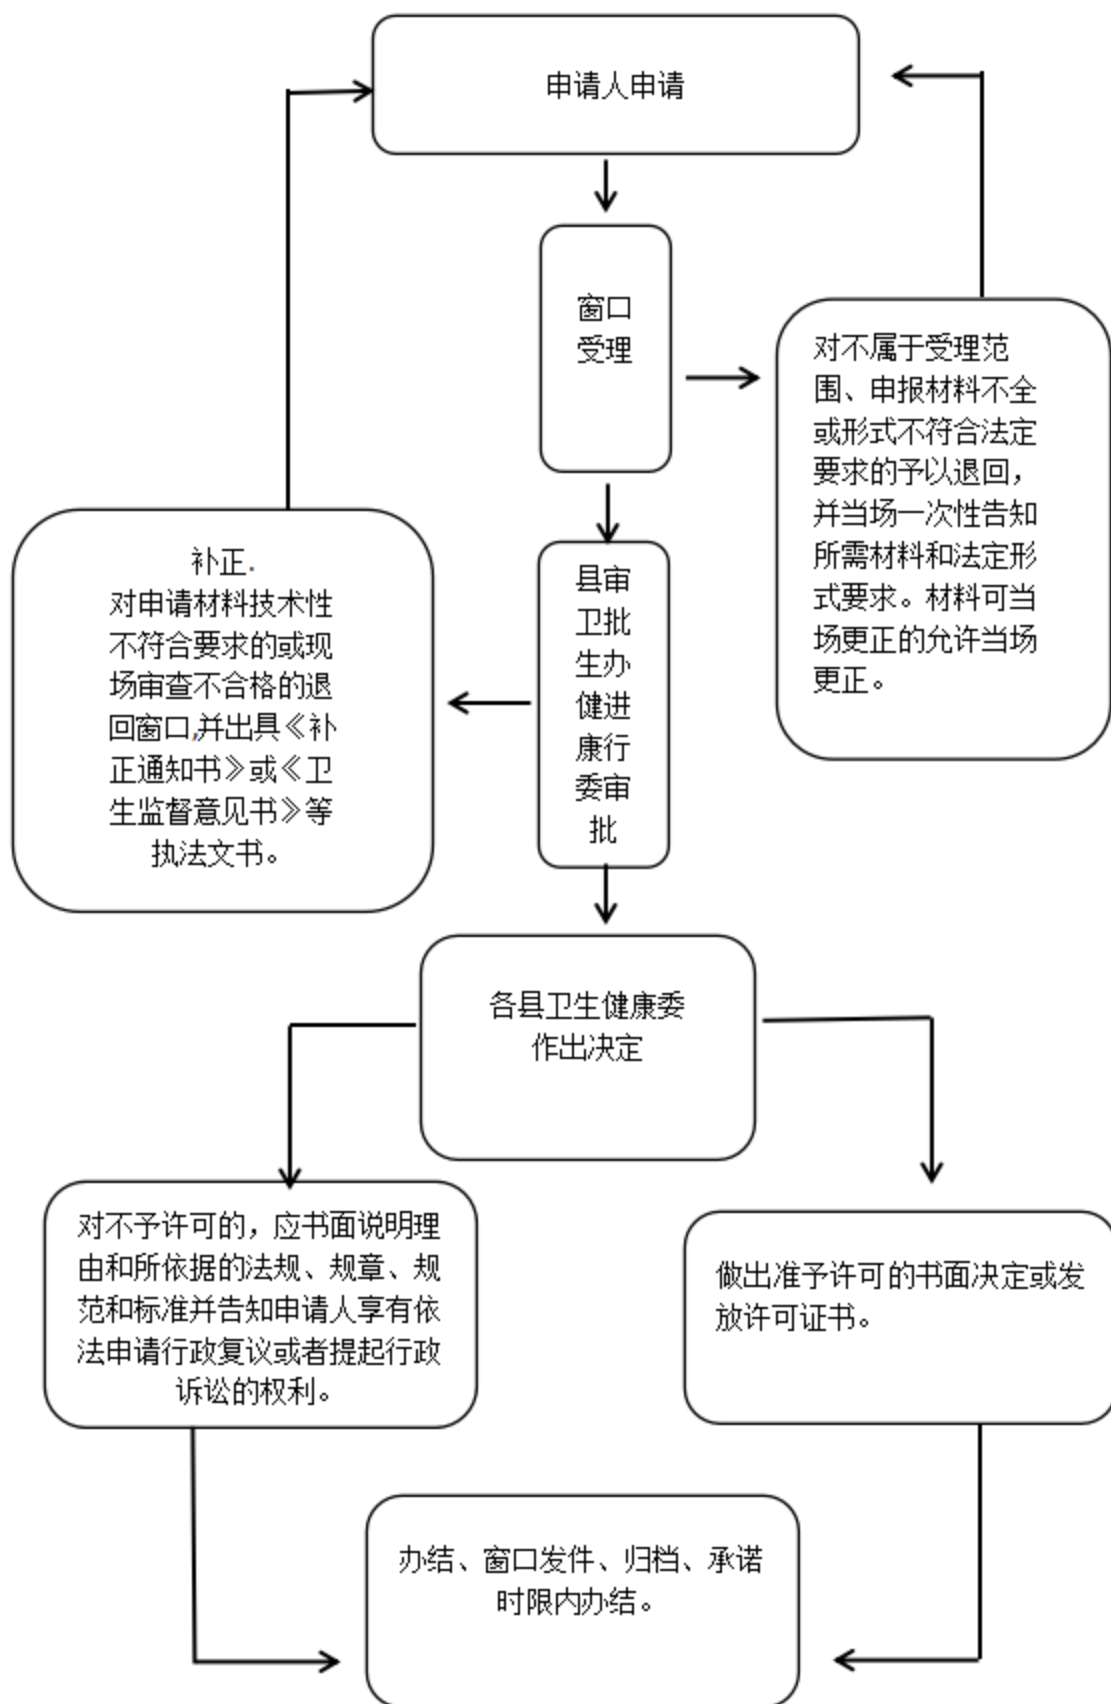 申请人申请
窗口
受理
对不属于受理范
围、申报材料不全
或形式不符合法定
要求的予以退回，
并当场一次性告知
所需材料和法定形
式要求。材料可当
场更正的允许当场
更正。
补正.
对申请材料技术性
不符合要求的或现
场审查不合格的退
回窗口,并出具《补
正通知书》或《卫
生监督意见书》等
执法文书。
县审
卫批
生办
健进
康行
委审
批
各县卫生健康委
作出决定
对不予许可的，应书面说明理
由和所依据的法规、规章、规
范和标准并告知申请人享有依
法申请行政复议或者提起行政
诉讼的权利。
做出准予许可的书面决定或发
放许可证书。
办结、窗口发件、归档、承诺
时限内办结。